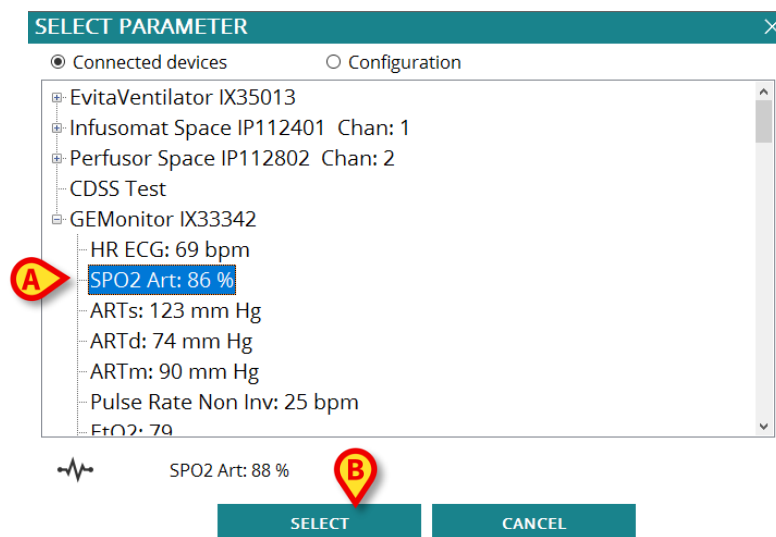 SELECT PARAMETER
Connected devices Configuration
EvitaVentilator IX35013
Infusomat Space IP112401 Chan: 1
Perfusor Space IP112802 Chan: 2
CDSS Test
GEMonitor IX33342
HR ECG: 69 bpm
A
SPO2 Art: 86 %
ARTs: 123 mm Hg
ARTd: 74 mm Hg
ARTm: 90 mm Hg
Pulse Rate Non Inv: 25 bpm
EtO2: 79
SPO2 Art: 88 %
B
SELECT CANCEL